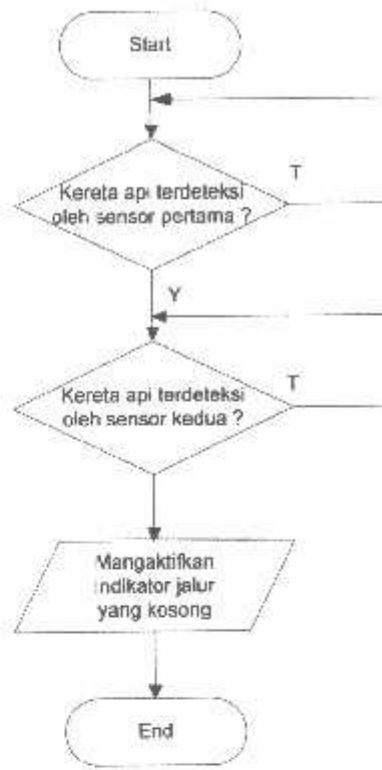 Start
Kereta api terdeteksi
T
oleh sensor pertama ?
Y
Kereta api terdeteksi
T
oleh sensor kedua ?
Mangaktifkan
indikator jalur
yang kosong
End